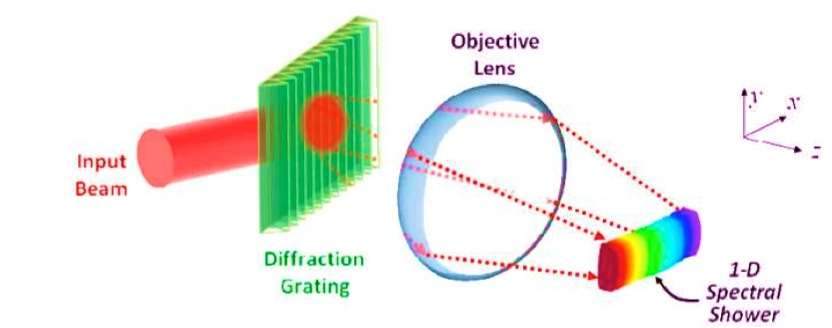 Objective
Lens
y
x
z
Input
Beam
Diffraction
Grating
1-D
Spectral
Shower